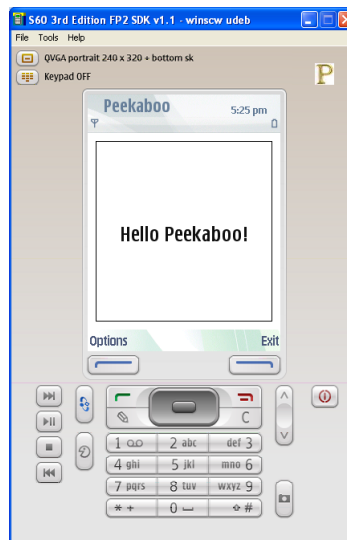 S60 3rd Edition FP2 SDK v1.1 - winscw udeb
File Tools Help
QVGA portrait 240 x 320 + bottom sk
Keypad OFF
P
Peekaboo
5:25 pm
Hello Peekaboo!
Options Exit
C
1 2 abc def 3
4 ghi 5 jkl mno 6
7 pqrs 8 tuv wxyz 9
* + 0 #